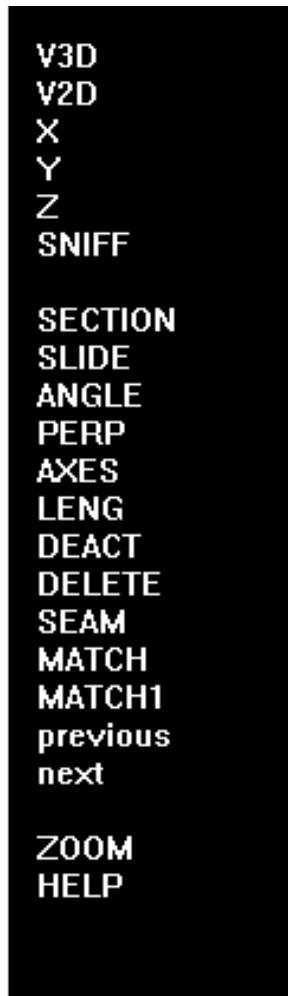 V3D
V2D
X
Y
Z
SNIFF
SECTION
SLIDE
ANGLE
PERP
AXES
LENG
DEACT
DELETE
SEAM
MATCH
MATCH1
previous
next
ZOOM
HELP